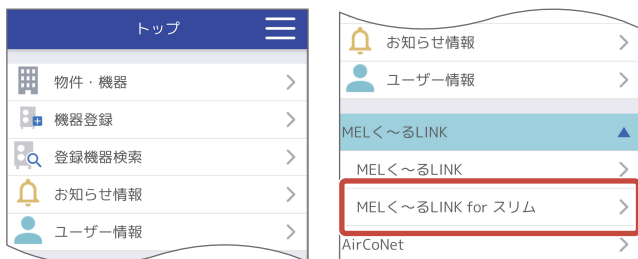 トップ
物件・機器
機器登録
登録機器検索
お知らせ情報
ユーザー情報
お知らせ情報
ユーザー情報
MELく～るLINK
MELく～るLINK
MELく～るLINK for スリム
AirCoNet